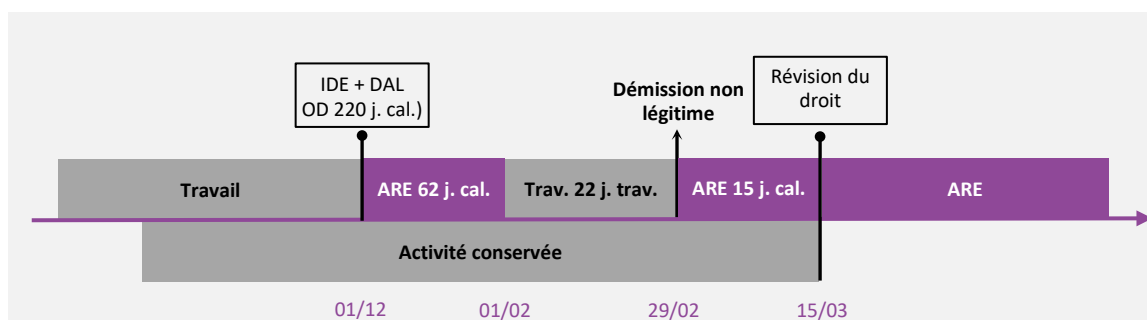 IDE + DAL
OD 220 j. cal.)
Démission non
légitime
Révision du
droit
Travail
ARE 62 j. cal.
Trav. 22 j. trav.
ARE 15 j. cal.
ARE
Activité conservée
01/12
01/02
29/02
15/03